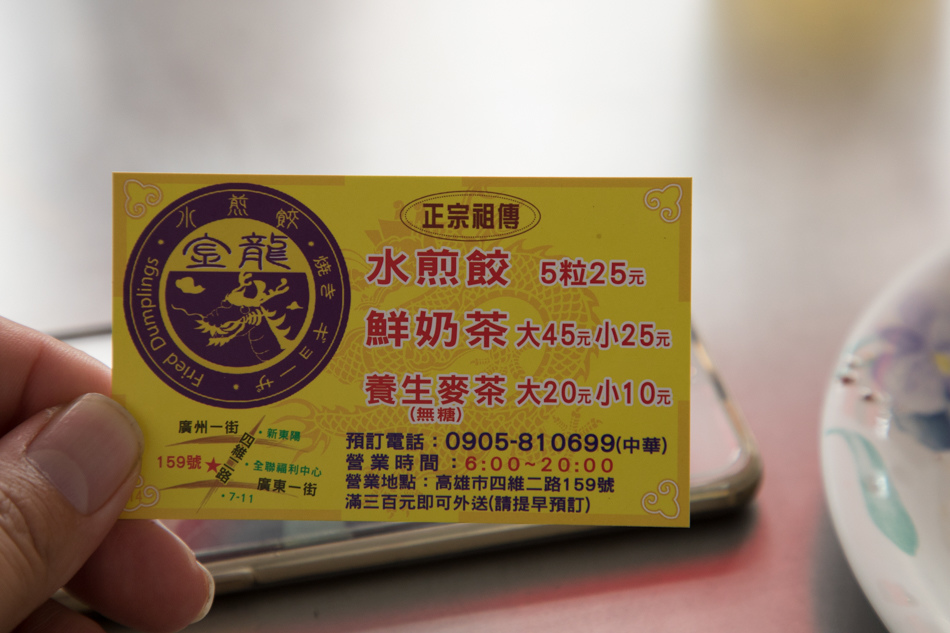 水煎餃
焼き ギョーザ
Fried Dumplings
金龍
正宗祖傳
水煎餃 5粒25元
鮮奶茶 大45元小25元
養生麥茶 大20元小10元
(無糖)
預訂電話：0905-810699(中華)
營業時間：6:00~20:00
營業地點：高雄市四維二路159號
滿三百元即可外送(請提早預訂)
廣州一街
·新東陽
四維二路
159號★
·全聯福利中心
廣東一街
·7-11